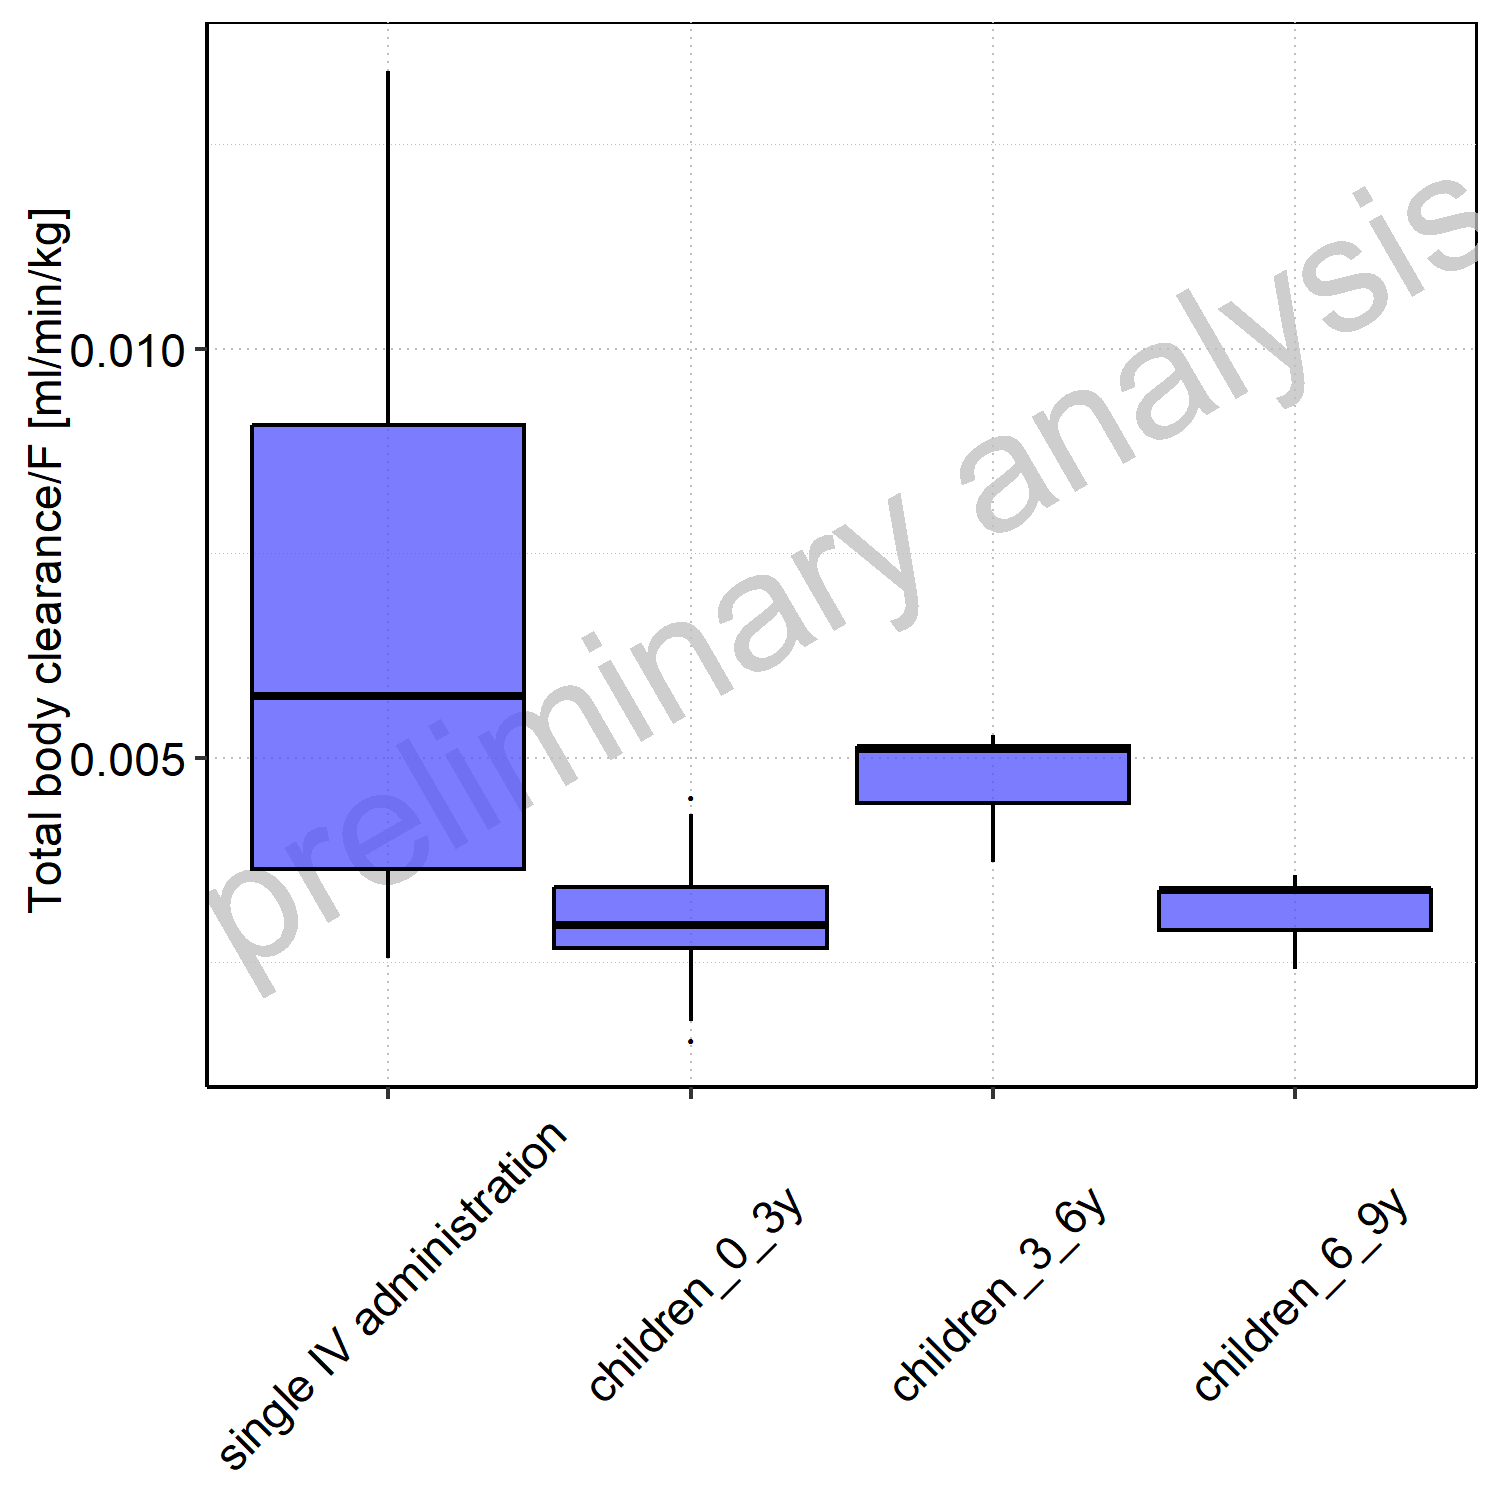 Total body clearance/F [ml/min/kg]
0.010
0.005
preliminary analysis
single IV administration
children_0_3y
children_3_6y
children_6_9y